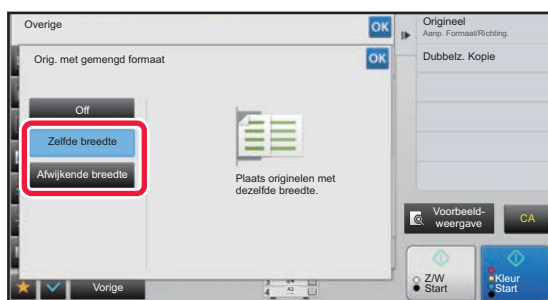 Overige
OK
Orig. met gemengd formaat
OK
Off
Zelfde breedte
Afwijkende breedte
Plaats originelen met
dezelfde breedte.
Origineel
Aanp. Formaat/Richting.
Dubbelz. Kopie
Voorbeeld-
weergave
CA
Vorige
Z/W
Start
Kleur
Start